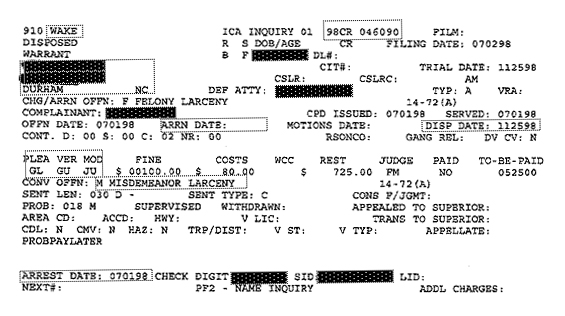 910 WAKE ICA INQUIRY 01 98CR 046090 FILM:
DISPOSED R S DOB/AGE CR FILING DATE: 070298
WARRANT B F DL#:
CIT#: TRIAL DATE: 112598
CSLR: CSLRC: AM
DURHAM NC DEF ATTY: TYP: A VRA:
CHG/ARRN OFFN: F FELONY LARCENY 14-72(A)
COMPLAINANT: CPD ISSUED: 070198 SERVED: 070198
OFFN DATE: 070198 ARRN DATE: MOTIONS DATE: DISP DATE: 112598
CONT. D: 00 S: 00 C: 02 NR: 00 RSONCO: GANG REL: DV CV: N
PLEA VER MOD FINE COSTS WCC REST JUDGE PAID TO-BE-PAID
GL GU JU $ 00100.00 $ 80.00 $ 725.00 FM NO 052500
CONV OFFN: M MISDEMEANOR LARCENY 14-72(A)
SENT LEN: 030 D - SENT TYPE: C CONS F/JGMT:
PROB: 018 M SUPERVISED WITHDRAWN: APPEALED TO SUPERIOR:
AREA CD: ACCD: HWY: V LIC: TRANS TO SUPERIOR:
CDL: N CMV: N HAZ: N TRP/DIST: V ST: V TYP: APPELLATE:
PROBPAYLATER
ARREST DATE: 070198 CHECK DIGIT SID LID:
NEXT#: PF2 - NAME INQUIRY ADDL CHARGES: